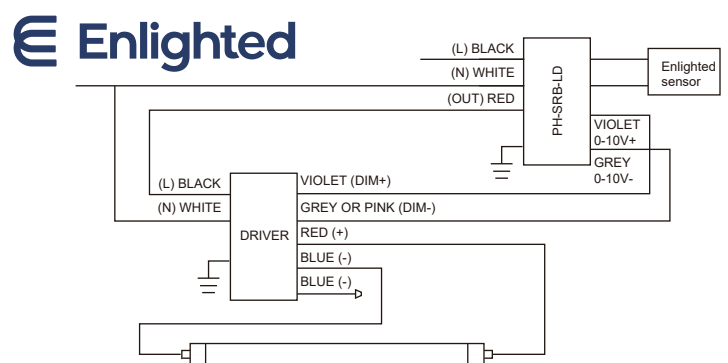 Enlighted
(L) BLACK
(N) WHITE
(OUT) RED
PH-SRB-LD
Enlighted
sensor
VIOLET
0-10V+
GREY
0-10V-
(L) BLACK
(N) WHITE
DRIVER
VIOLET (DIM+)
GREY OR PINK (DIM-)
RED (+)
BLUE (-)
BLUE (-)